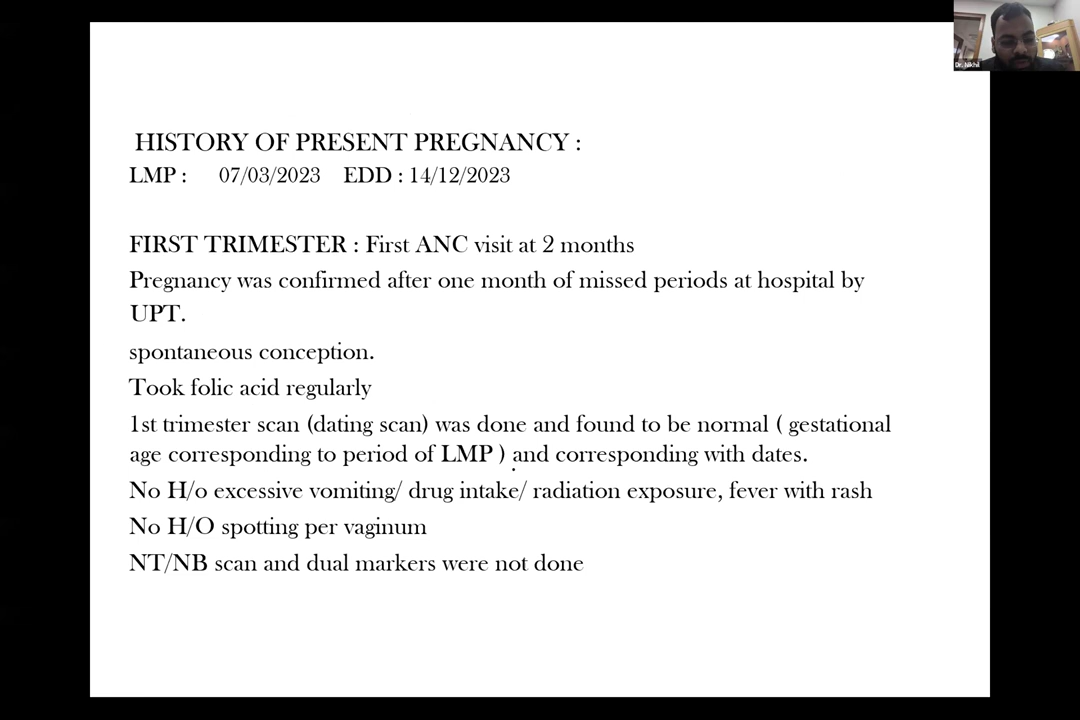 Dr. Nikhil
HISTORY OF PRESENT PREGNANCY :
LMP : 07/03/2023 EDD : 14/12/2023
FIRST TRIMESTER : First ANC visit at 2 months
Pregnancy was confirmed after one month of missed periods at hospital by
UPT.
spontaneous conception.
Took folic acid regularly
1st trimester scan (dating scan) was done and found to be normal ( gestational
age corresponding to period of LMP ) and corresponding with dates.
No H/o excessive vomiting/ drug intake/ radiation exposure, fever with rash
No H/O spotting per vaginum
NT/NB scan and dual markers were not done